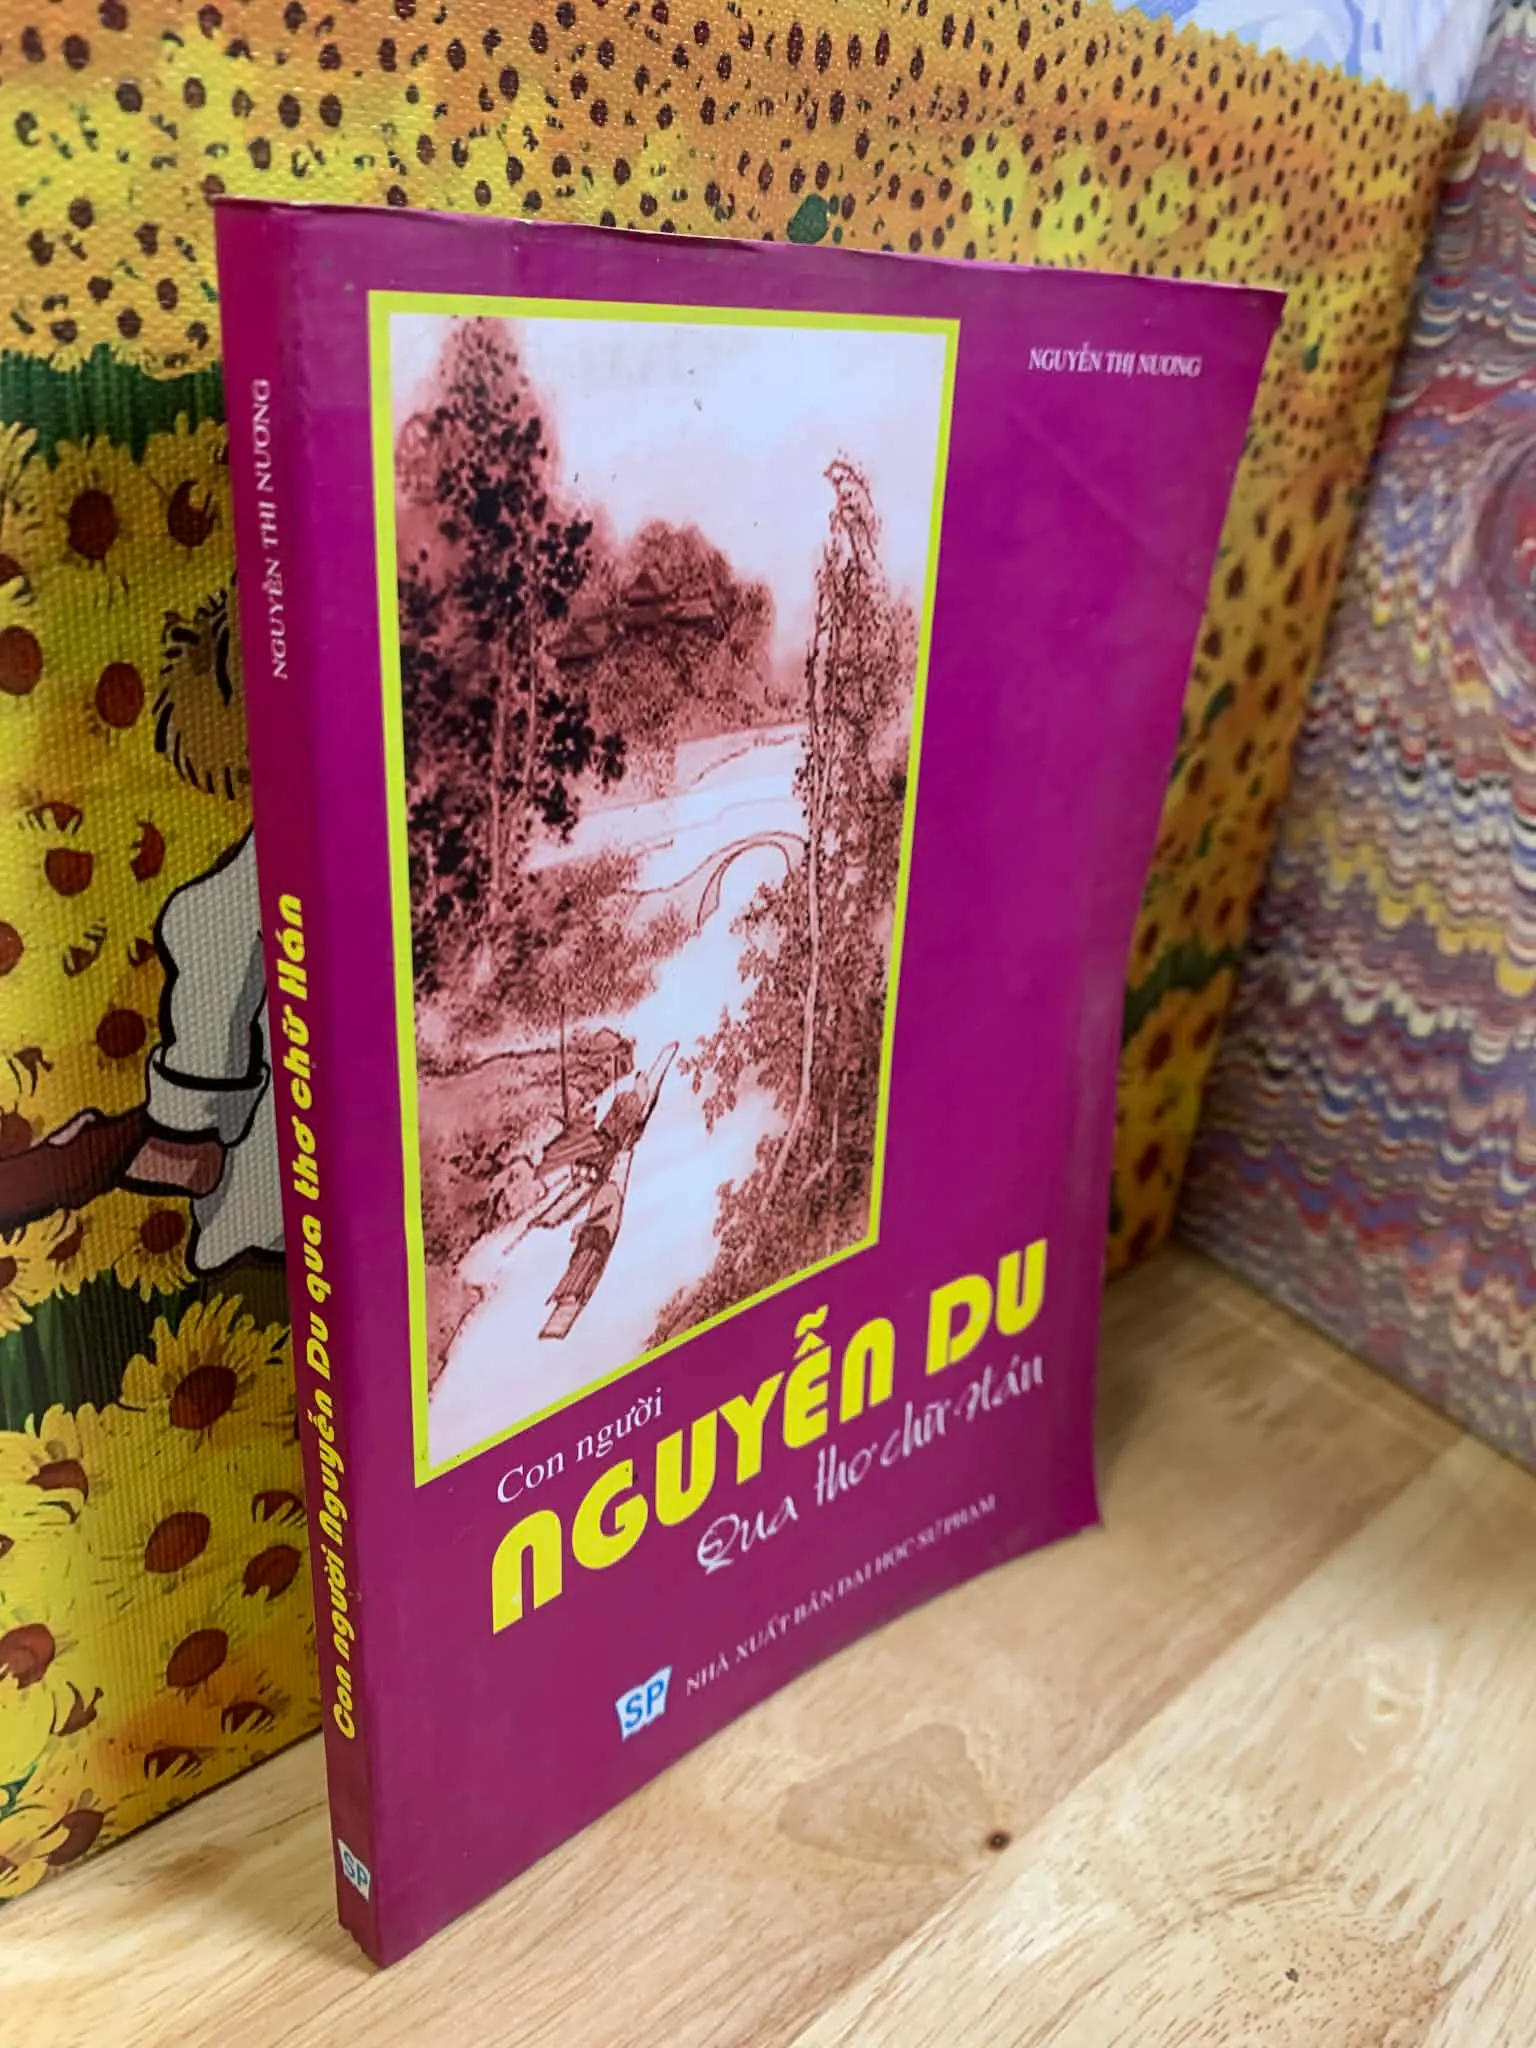 NGUYỄN THỊ NƯƠNG
Con người Nguyễn Du qua thơ chữ Hán
SP
NGUYỄN THỊ NƯƠNG
Con người
NGUYỄN DU
Qua thơ chữ Hán
SP NHÀ XUẤT BẢN ĐẠI HỌC SƯ PHẠM